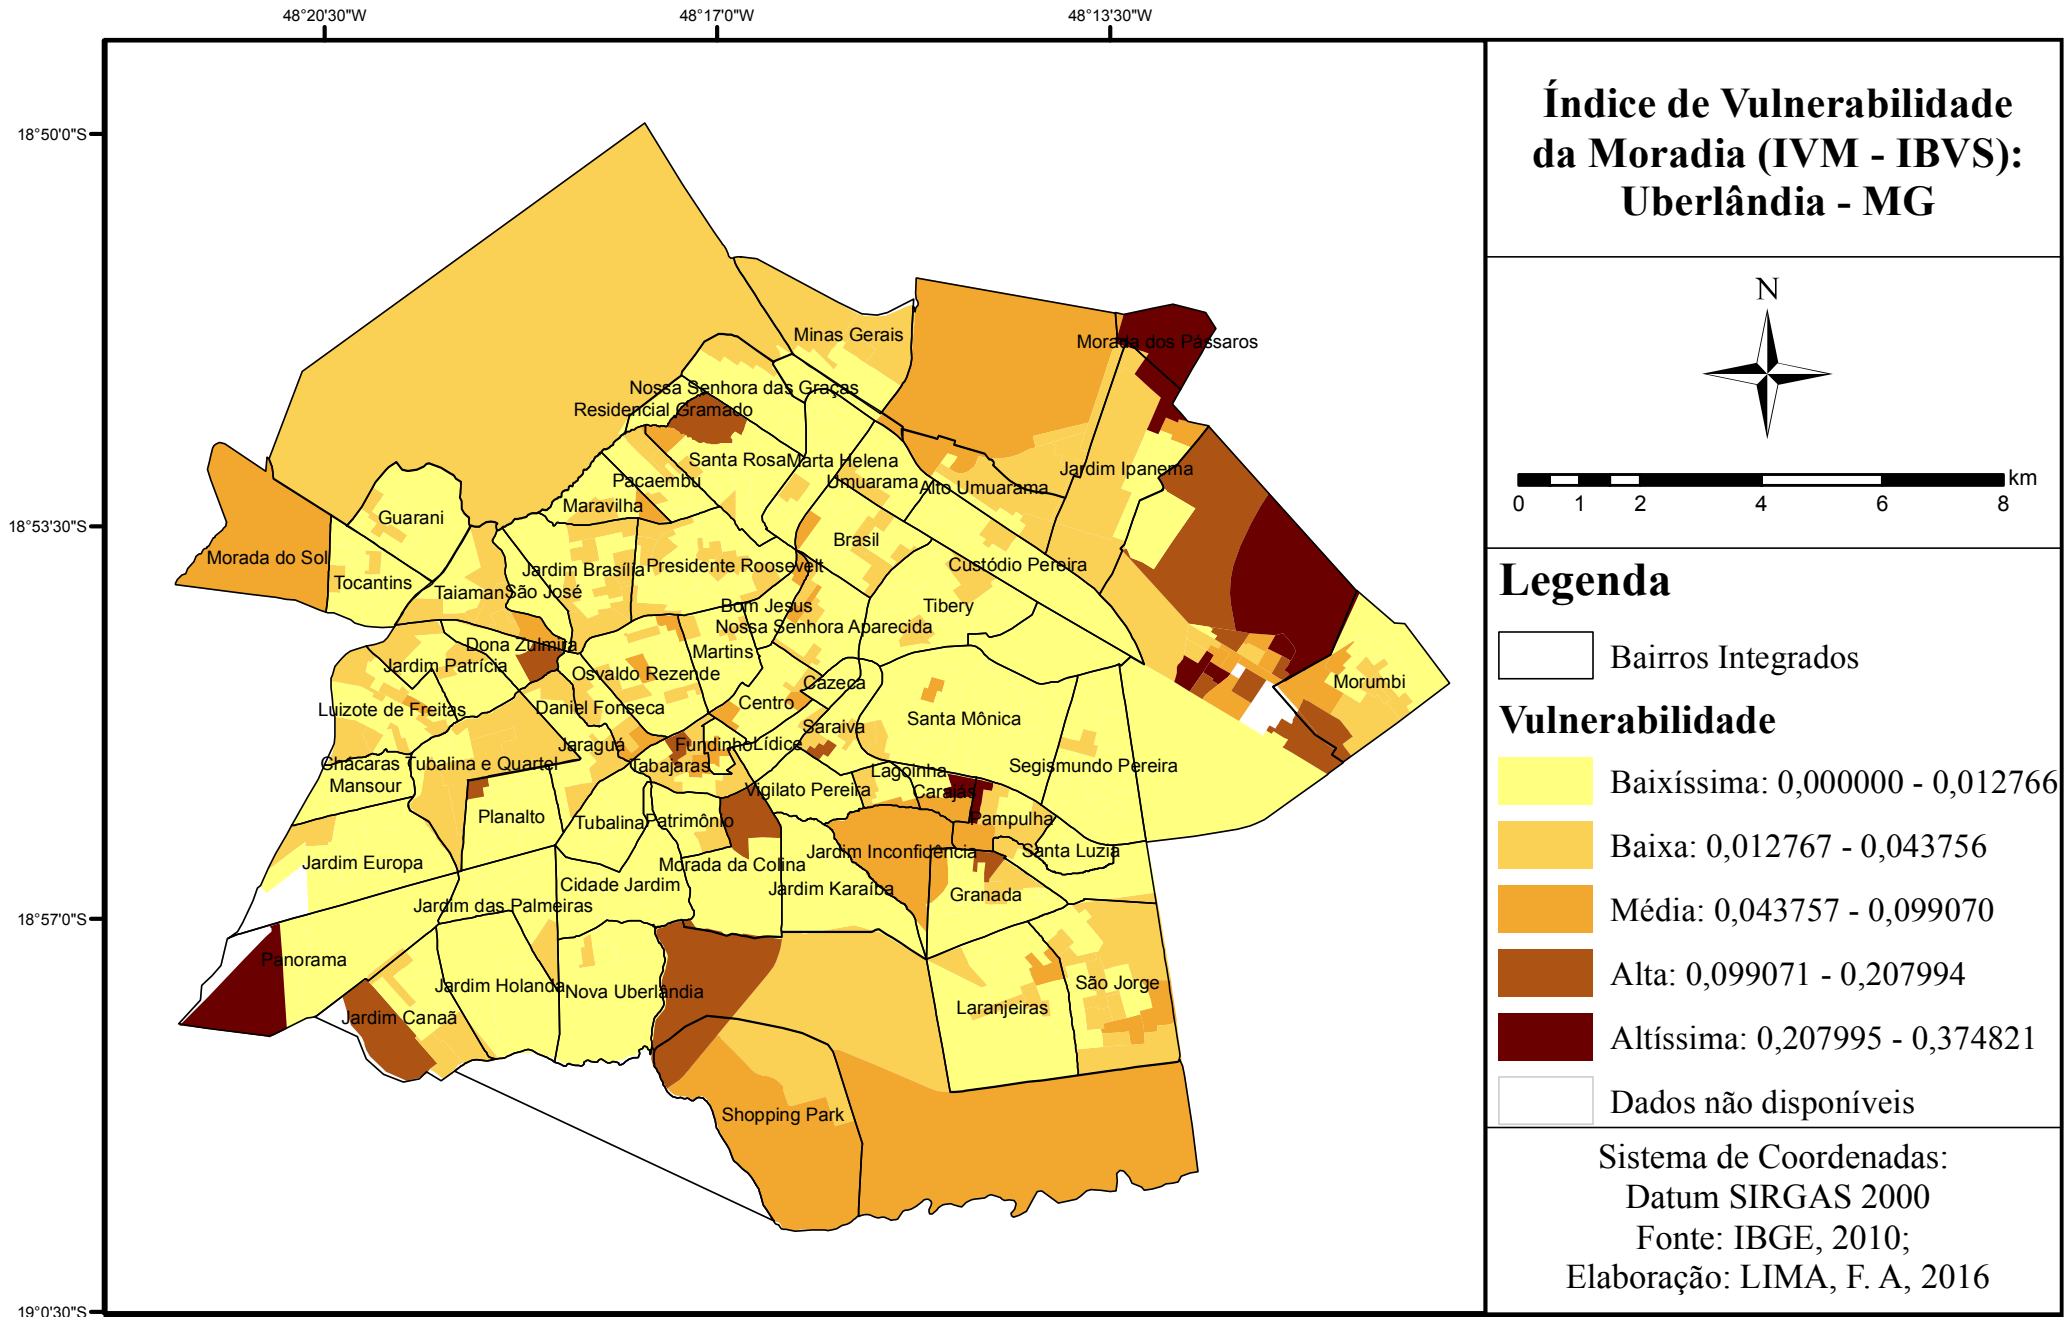 48°20'30"W
48°17'0"W
48°13'30"W
18°50'0"S
18°53'30"S
18°57'0"S
19°0'30"S
Minas Gerais
Morada dos Pássaros
Nossa Senhora das Graças
Residencial Gramado
Santa Rosa
Marta Helena
Jardim Ipanema
Pacaembu
Umuarama
Alto Umuarama
Maravilha
Guarani
Brasil
Morada do Sol
Jardim Brasília
Presidente Roosevelt
Custódio Pereira
Tocantins
Taiaman
São José
Bom Jesus
Tibery
Nossa Senhora Aparecida
Dona Zulmira
Martins
Jardim Patrícia
Osvaldo Rezende
Cazeca
Morumbi
Luizote de Freitas
Daniel Fonseca
Centro
Santa Mônica
Saraiva
Jaraguá
Fundinho
Lídice
Chácaras Tubalina e Quartel
Tabajaras
Lagoinha
Segismundo Pereira
Mansour
Vigilato Pereira
Carajás
Planalto
Tubalina
Patrimônio
Pampulha
Jardim Europa
Morada da Colina
Jardim Inconfidência
Santa Luzia
Cidade Jardim
Jardim Karaíba
Granada
Jardim das Palmeiras
Panorama
Jardim Holanda
Nova Uberlândia
São Jorge
Jardim Canaã
Laranjeiras
Shopping Park
Índice de Vulnerabilidade
da Moradia (IVM - IBVS):
Uberlândia - MG
N
km
0 1 2 4 6 8
Legenda
Bairros Integrados
Vulnerabilidade
Baixíssima: 0,000000 - 0,012766
Baixa: 0,012767 - 0,043756
Média: 0,043757 - 0,099070
Alta: 0,099071 - 0,207994
Altíssima: 0,207995 - 0,374821
Dados não disponíveis
Sistema de Coordenadas:
Datum SIRGAS 2000
Fonte: IBGE, 2010;
Elaboração: LIMA, F. A, 2016